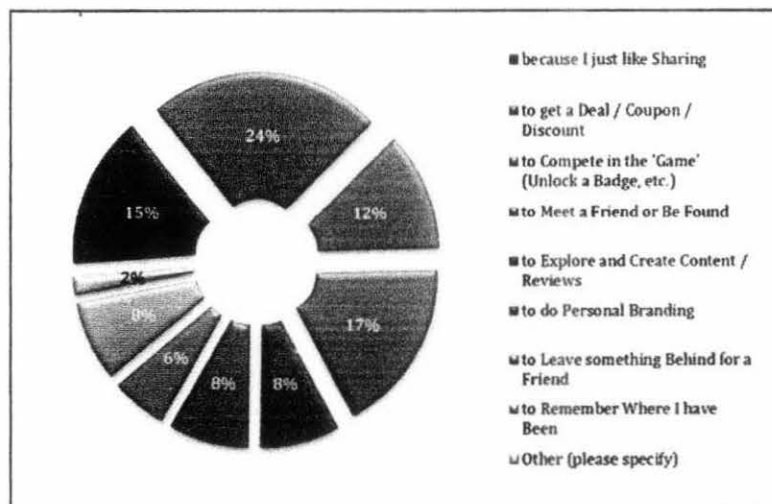 24%
12%
17%
8%
8%
6%
8%
2%
15%
because I just like Sharing
to get a Deal / Coupon /
Discount
to Compete in the 'Game'
(Unlock a Badge, etc.)
to Meet a Friend or Be Found
to Explore and Create Content /
Reviews
to do Personal Branding
to Leave something Behind for a
Friend
to Remember Where I have
Been
Other (please specify)